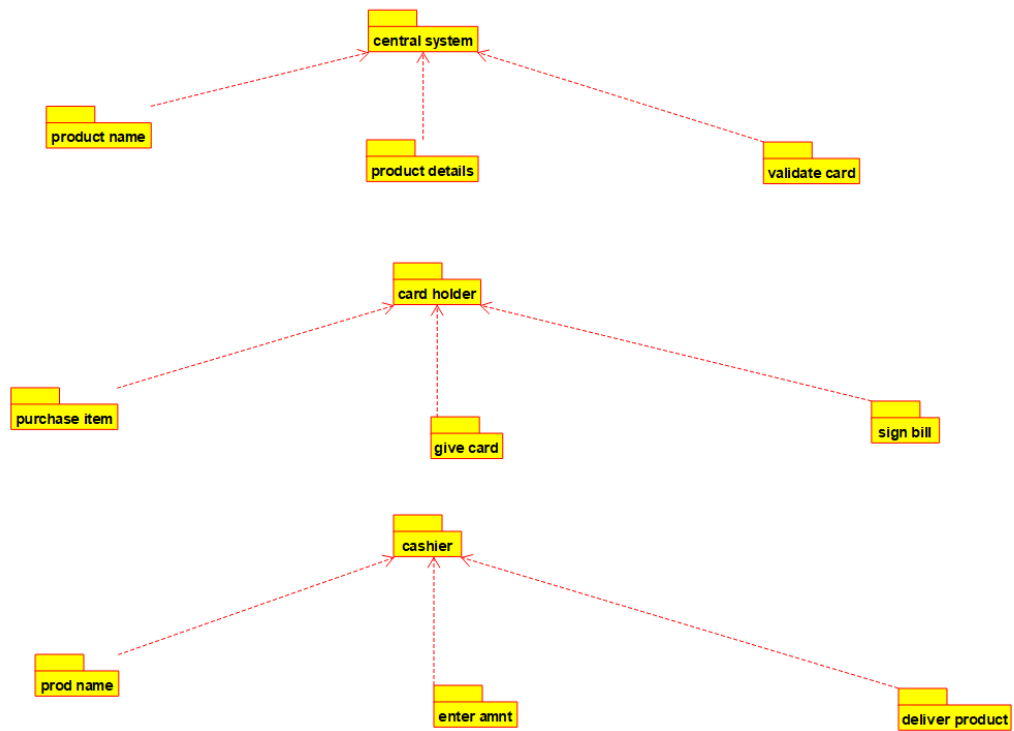 central system
product name
product details
validate card
card holder
purchase item
give card
sign bill
cashier
prod name
enter amnt
deliver product